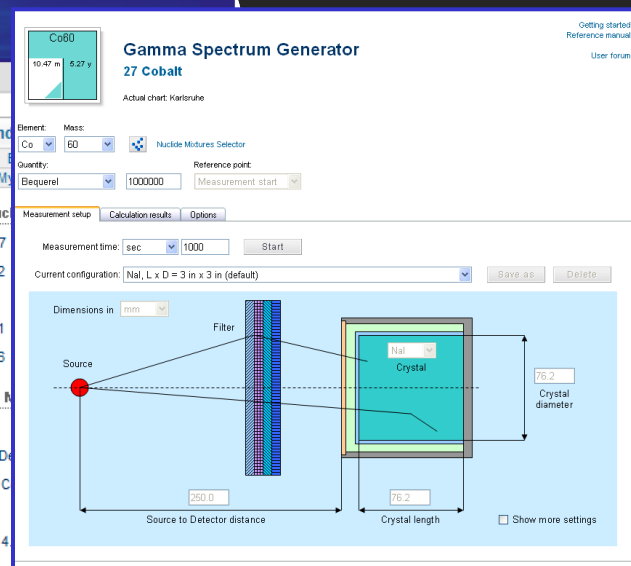 Getting started
Reference manual
User forum
Co60
10.47 m 5.27 y
Gamma Spectrum Generator
27 Cobalt
Actual chart: Karlsruhe
Element: Mass:
Co 60 Nuclide Mixtures Selector
Quantity: Reference point:
Bequerel 1000000 Measurement start
Measurement setup Calculation results Options
Measurement time: sec 1000 Start
Current configuration: NaI, L x D = 3 in x 3 in (default) Save as Delete
Dimensions in mm
Filter
Source
NaI
Crystal
76.2
Crystal
diameter
250.0 76.2
Source to Detector distance Crystal length Show more settings